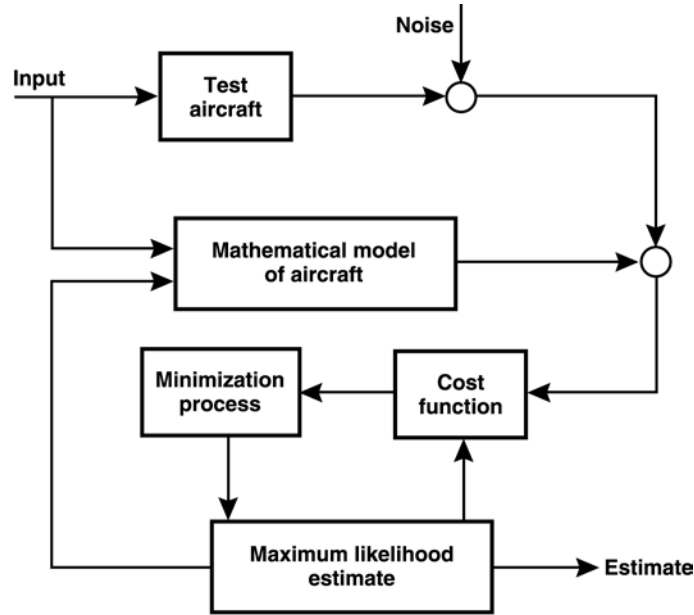 Noise
Input
Test
aircraft
Mathematical model
of aircraft
Minimization
process
Cost
function
Maximum likelihood
estimate
Estimate